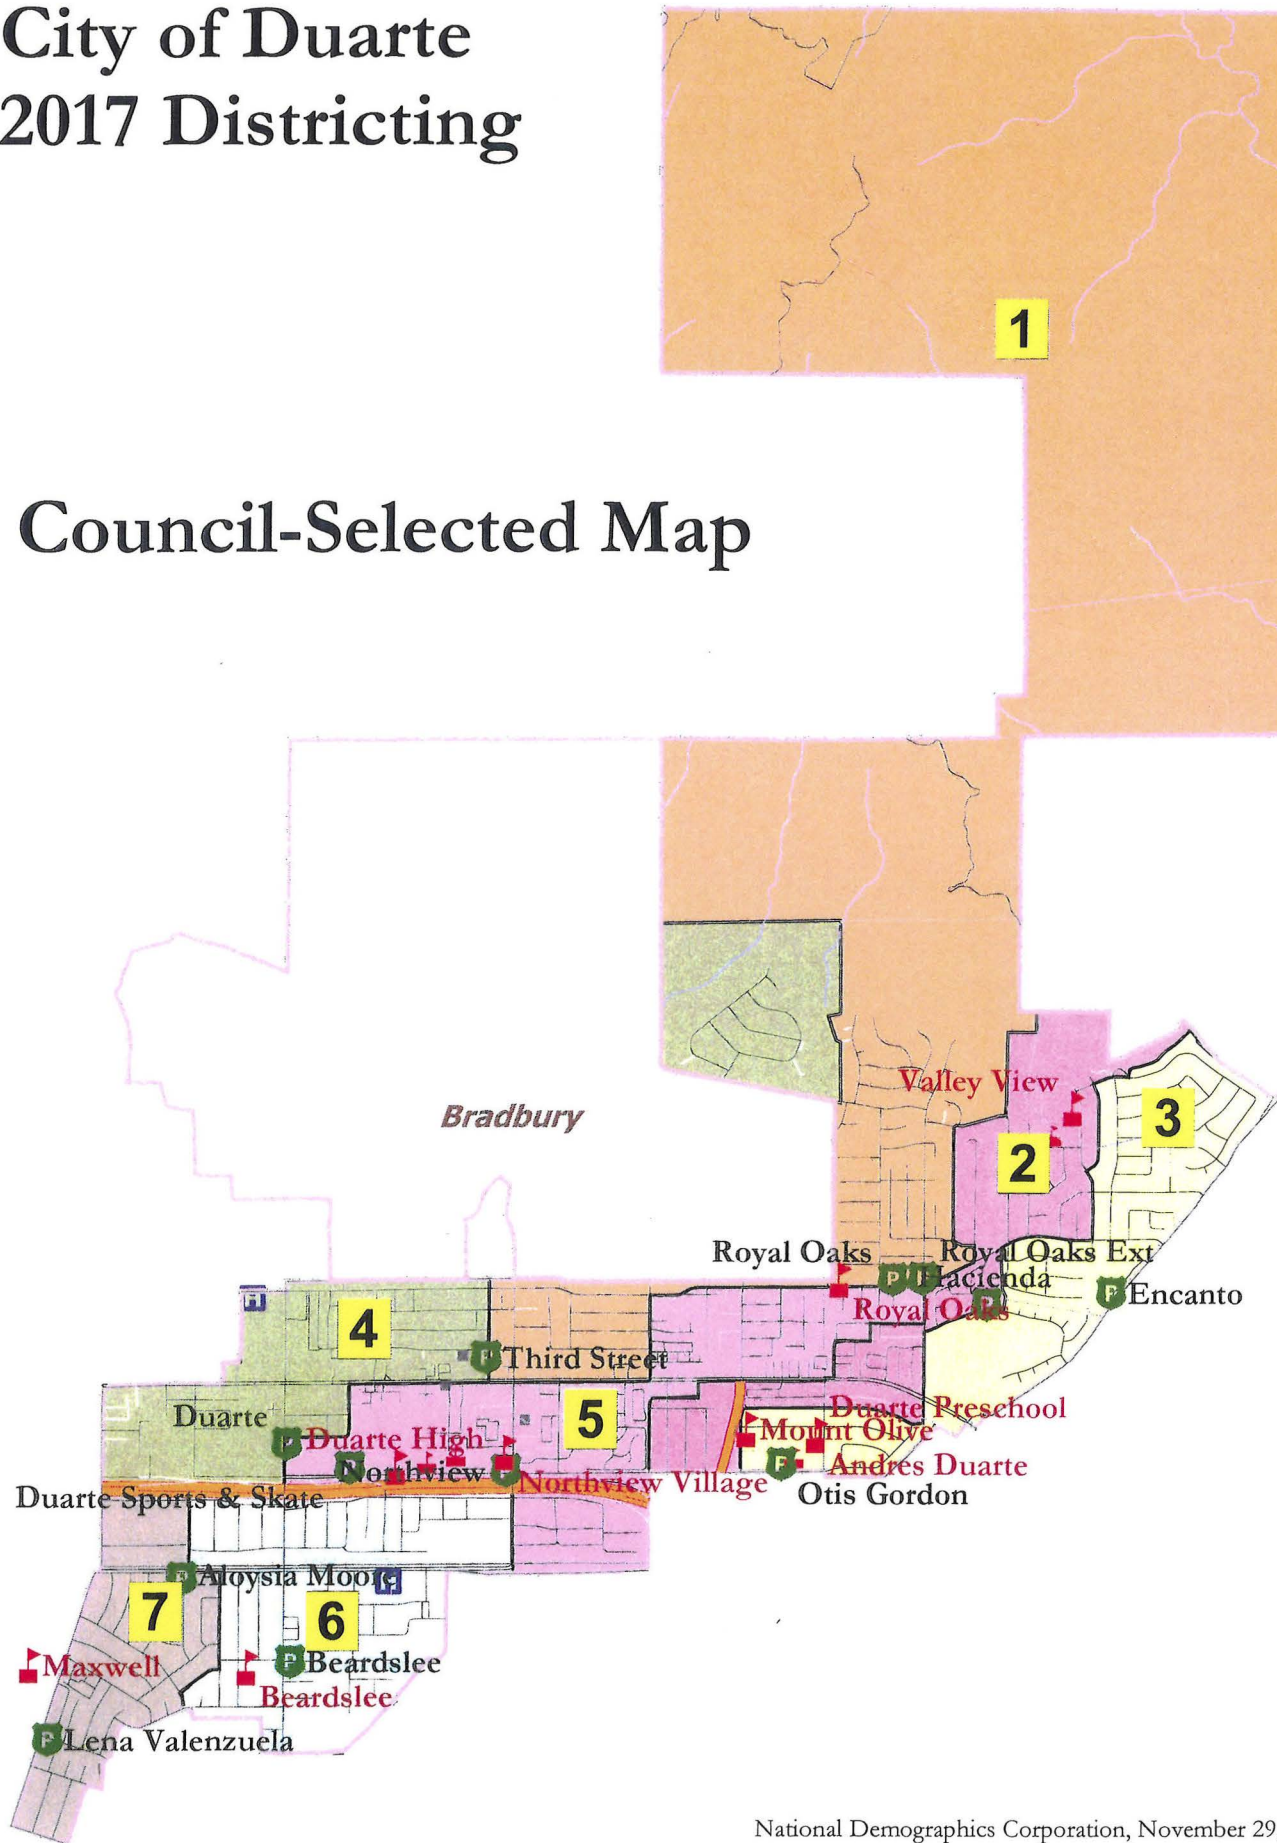 City of Duarte
2017 Districting
1
Council-Selected Map
Valley View
Bradbury
3
2
Royal Oaks
Royal Oaks Ext
Hacienda
Encanto
Royal Oaks
H
4
P
P
P
P
Third Street
5
Duarte
Duarte Preschool
Mount Olive
P
Duarte High
Northview
Andres Duarte
P
Northview Village
Otis Gordon
Duarte Sports & Skate
Aloysia Moore
H
7
6
Maxwell
P
Beardslee
Beardslee
P
Lena Valenzuela
National Demographics Corporation, November 29